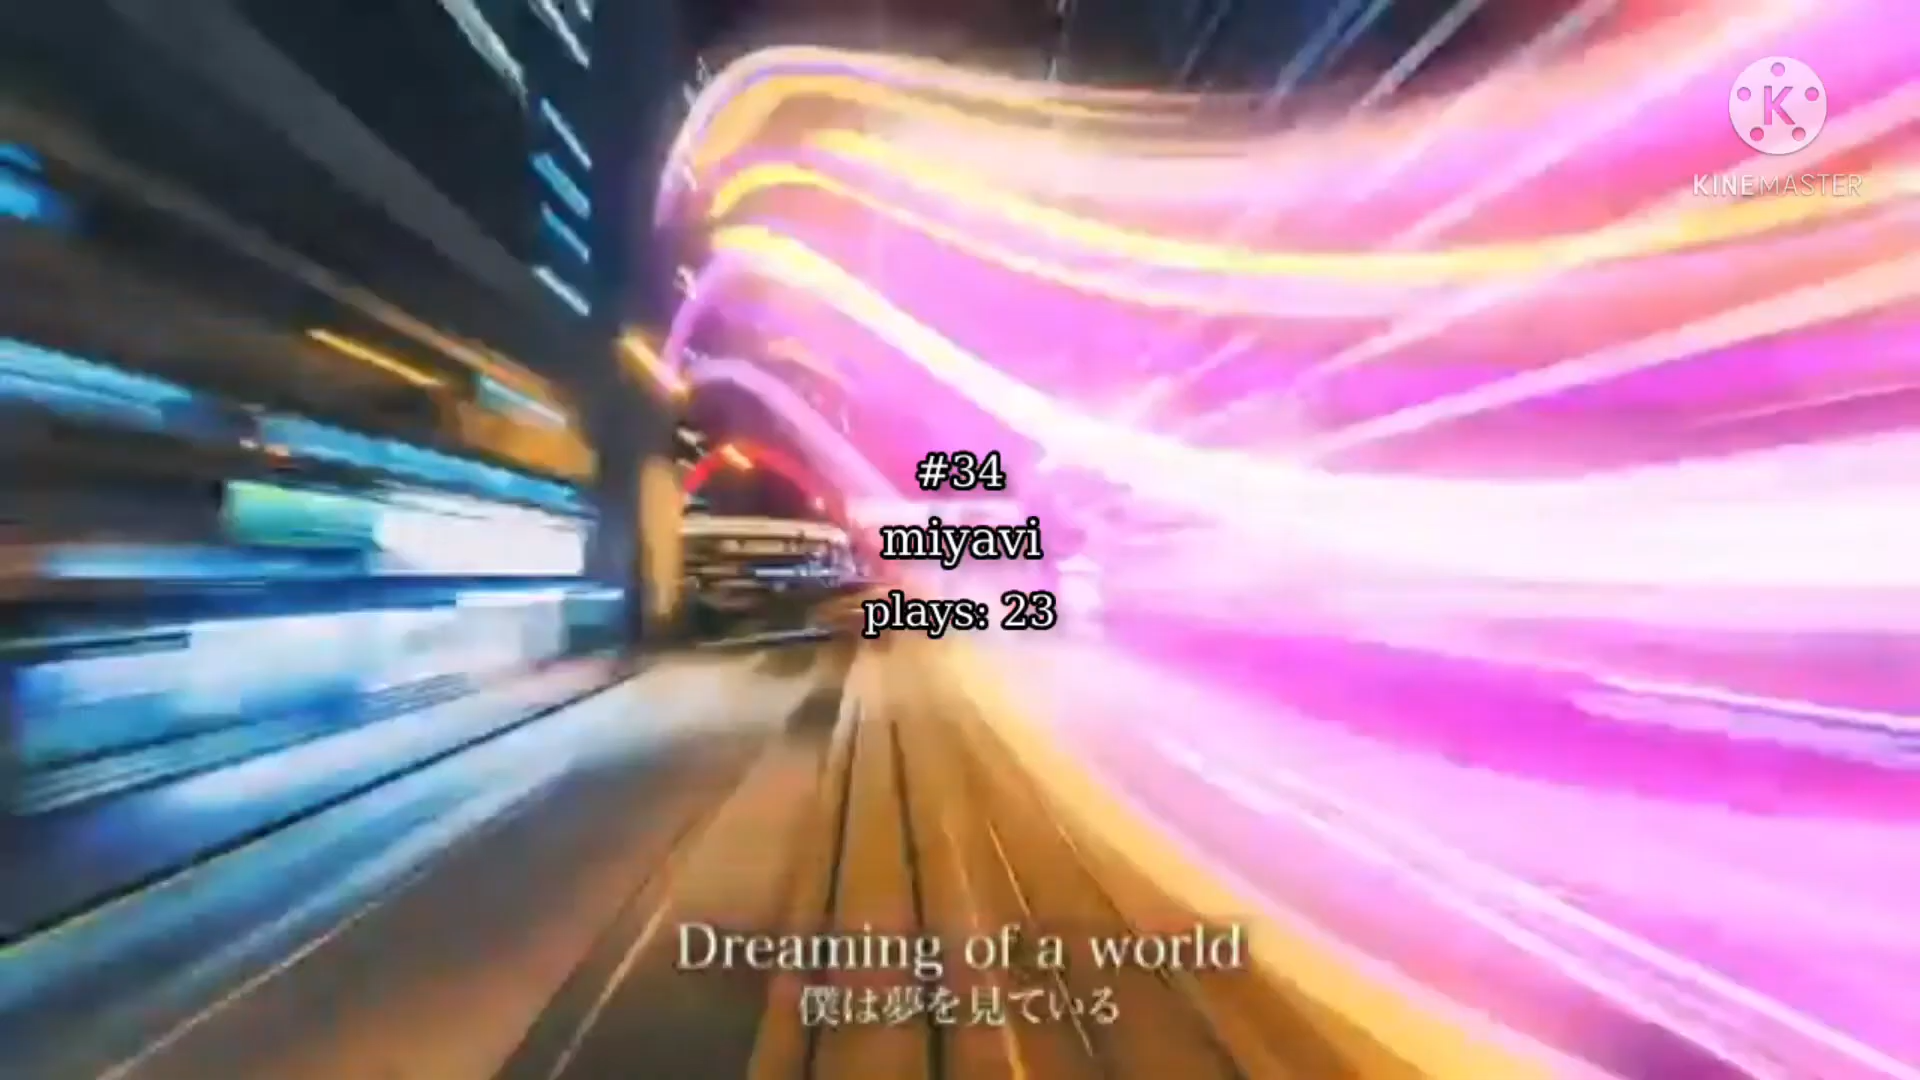 K
KINEMASTER
#34
miyavi
plays: 23
Dreaming of a world
僕は夢を見ている